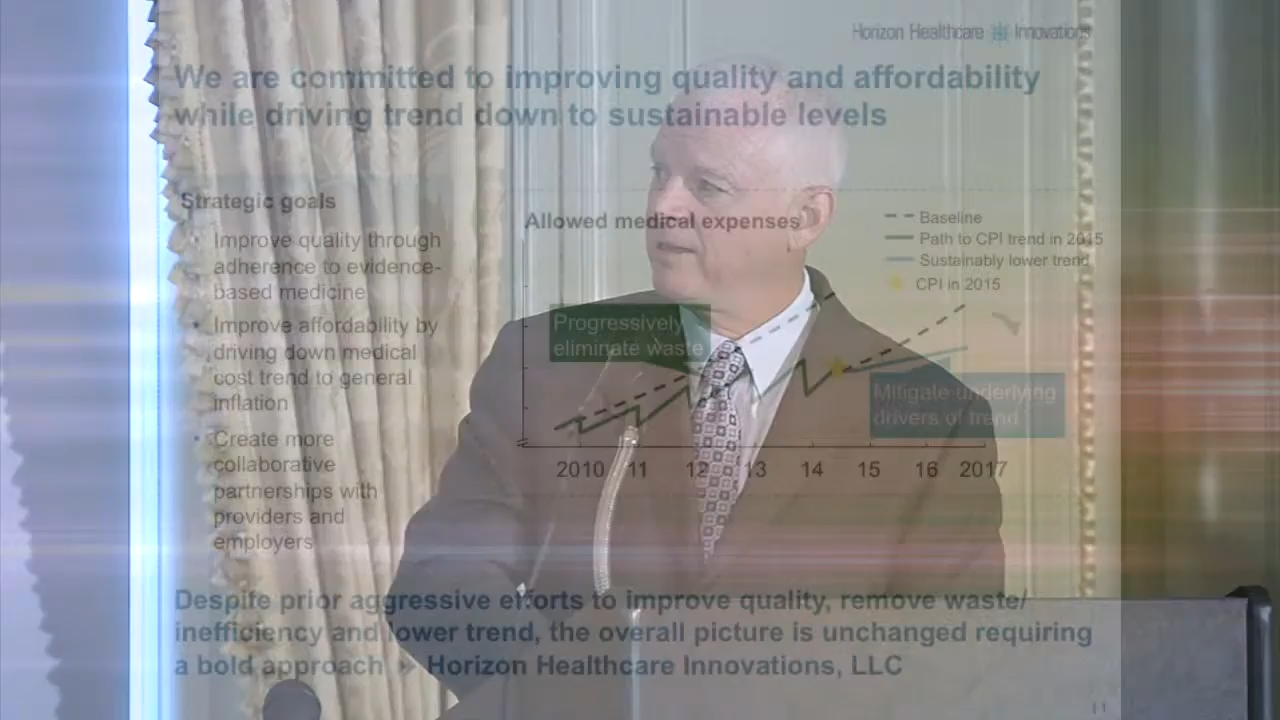 Horizon Healthcare Innovations
We are committed to improving quality and affordability
while driving trend down to sustainable levels
Strategic goals
• Improve quality through
adherence to evidence-
based medicine
• Improve affordability by
driving down medical
cost trend to general
inflation
• Create more
collaborative
partnerships with
providers and
employers
Allowed medical expenses
Baseline
Path to CPI trend in 2015
Sustainably lower trend
CPI in 2015
Progressively
eliminate waste
Mitigate underlying
drivers of trend
2010 11 12 13 14 15 16 2017
Despite prior aggressive efforts to improve quality, remove waste/
inefficiency and lower trend, the overall picture is unchanged requiring
a bold approach Horizon Healthcare Innovations, LLC